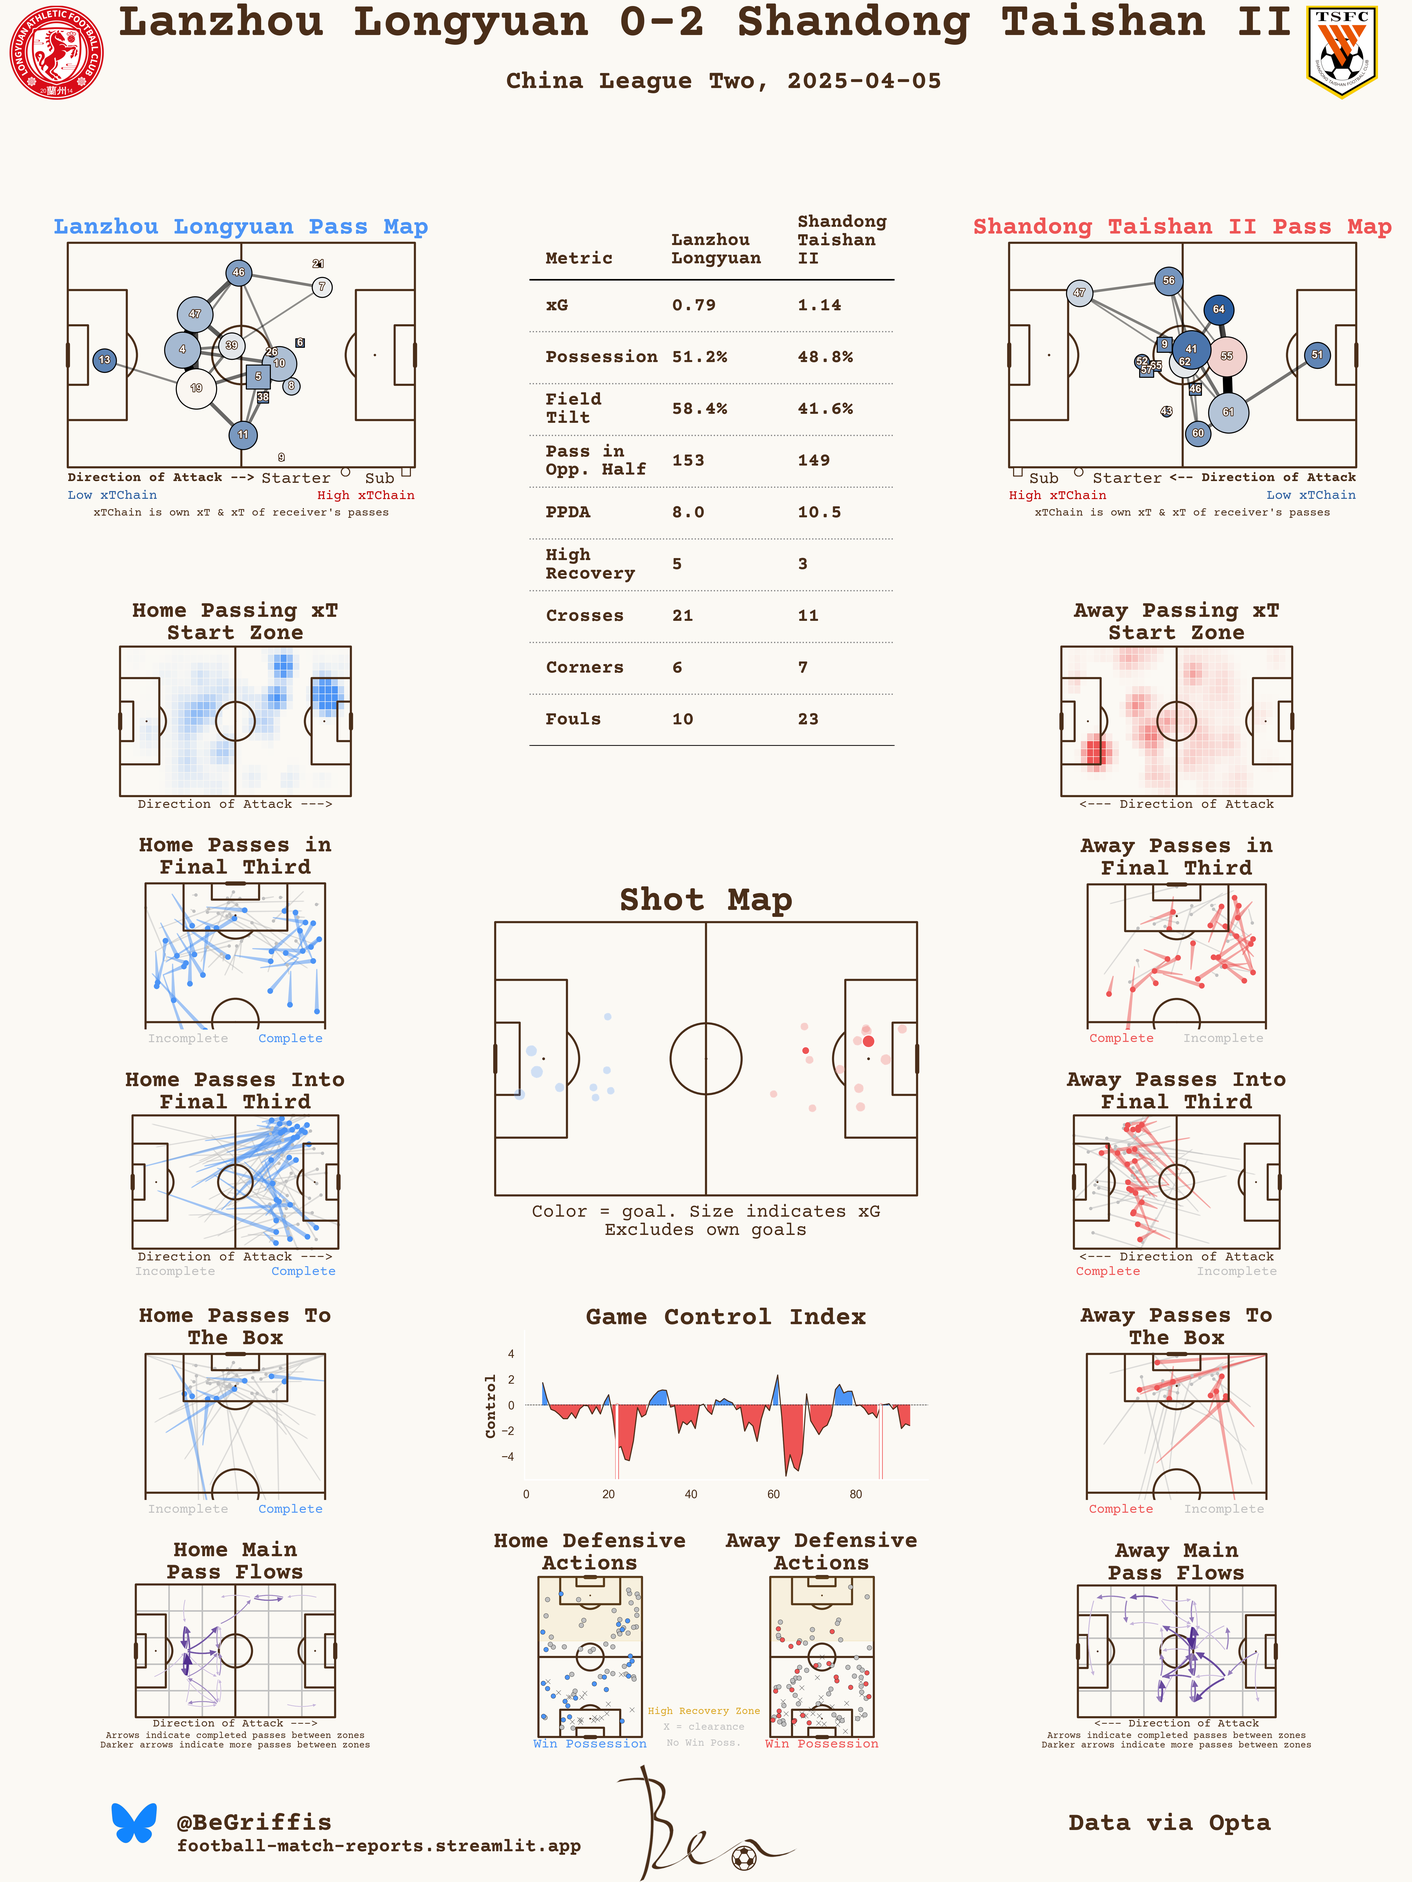 Lanzhou Longyuan 0-2 Shandong Taishan II
China League Two, 2025-04-05
LONGYUAN ATHLETIC FOOTBALL CLUB
20 蘭州 14
TSFC
Lanzhou Longyuan Pass Map
46
21
7
47
39
6
4
26
10
13
5
8
19
38
11
9
Direction of Attack --> Starter Sub
Low xTChain High xTChain
xTChain is own xT & xT of receiver's passes
Metric Lanzhou Longyuan Shandong Taishan II
xG 0.79 1.14
Possession 51.2% 48.8%
Field Tilt 58.4% 41.6%
Pass in Opp. Half 153 149
PPDA 8.0 10.5
High Recovery 5 3
Crosses 21 11
Corners 6 7
Fouls 10 23
Shandong Taishan II Pass Map
47
56
64
9
41
55
51
52
57
62
46
43
61
60
Sub Starter <-- Direction of Attack
High xTChain Low xTChain
xTChain is own xT & xT of receiver's passes
Home Passing xT
Start Zone
Direction of Attack --->
Away Passing xT
Start Zone
<--- Direction of Attack
Home Passes in
Final Third
Incomplete Complete
Away Passes in
Final Third
Complete Incomplete
Shot Map
Color = goal. Size indicates xG
Excludes own goals
Home Passes Into
Final Third
Direction of Attack --->
Incomplete Complete
Away Passes Into
Final Third
<--- Direction of Attack
Complete Incomplete
Home Passes To
The Box
Incomplete Complete
Game Control Index
Control
4
2
0
−2
−4
0 20 40 60 80
Away Passes To
The Box
Complete Incomplete
Home Main
Pass Flows
Direction of Attack --->
Arrows indicate completed passes between zones
Darker arrows indicate more passes between zones
Home Defensive
Actions
Win Possession
High Recovery Zone
X = clearance
No Win Poss.
Away Defensive
Actions
Win Possession
Away Main
Pass Flows
<--- Direction of Attack
Arrows indicate completed passes between zones
Darker arrows indicate more passes between zones
@BeGriffis
football-match-reports.streamlit.app
Ben
Data via Opta